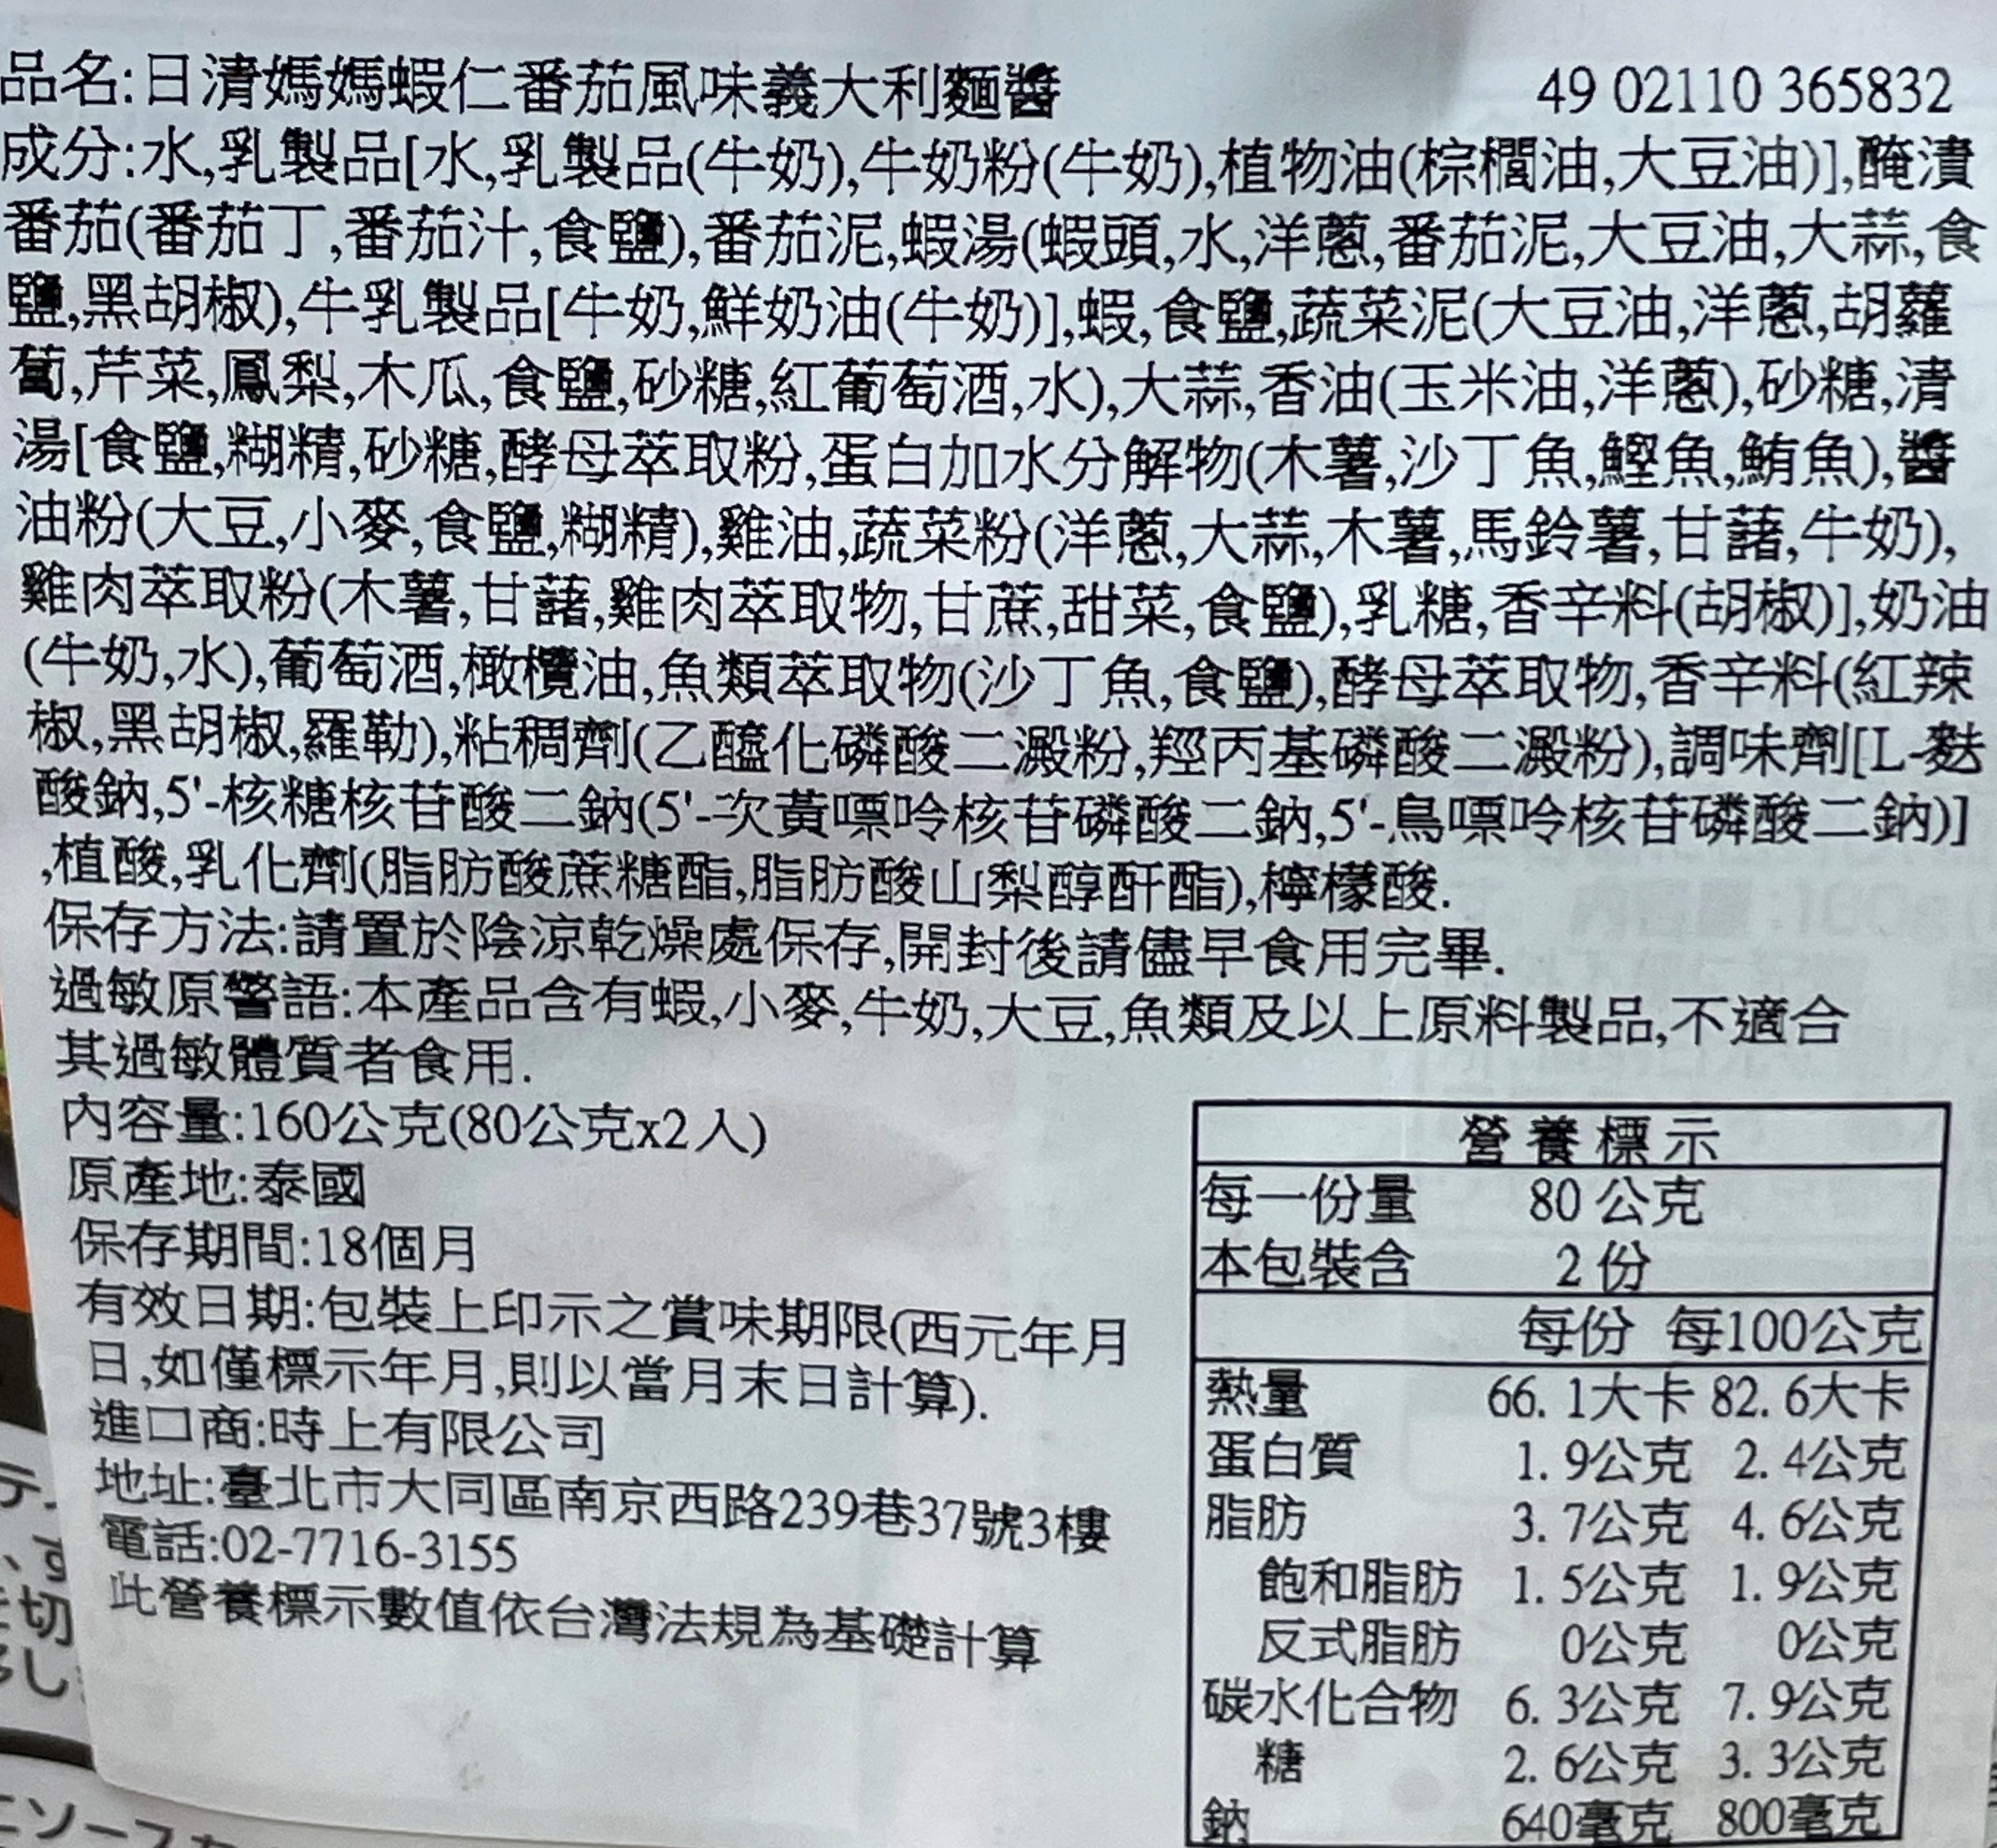 品名:日清媽媽蝦仁番茄風味義大利麵醬 49 02110 365832
成分:水,乳製品[水,乳製品(牛奶),牛奶粉(牛奶),植物油(棕櫚油,大豆油)],醃漬
番茄(番茄丁,番茄汁,食鹽),番茄泥,蝦湯(蝦頭,水,洋蔥,番茄泥,大豆油,大蒜,食
鹽,黑胡椒),牛乳製品[牛奶,鮮奶油(牛奶)],蝦,食鹽,蔬菜泥(大豆油,洋蔥,胡蘿
蔔,芹菜,鳳梨,木瓜,食鹽,砂糖,紅葡萄酒,水),大蒜,香油(玉米油,洋蔥),砂糖,清
湯[食鹽,糊精,砂糖,酵母萃取粉,蛋白加水分解物(木薯,沙丁魚,鰹魚,鮪魚),醬
油粉(大豆,小麥,食鹽,糊精),雞油,蔬菜粉(洋蔥,大蒜,木薯,馬鈴薯,甘藷,牛奶),
雞肉萃取粉(木薯,甘藷,雞肉萃取物,甘蔗,甜菜,食鹽),乳糖,香辛料(胡椒)],奶油
(牛奶,水),葡萄酒,橄欖油,魚類萃取物(沙丁魚,食鹽),酵母萃取物,香辛料(紅辣
椒,黑胡椒,羅勒),粘稠劑(乙醯化磷酸二澱粉,羥丙基磷酸二澱粉),調味劑[L-麩
酸鈉,5'-核糖核苷酸二鈉(5'-次黃嘌呤核苷磷酸二鈉,5'-鳥嘌呤核苷磷酸二鈉)]
,植酸,乳化劑(脂肪酸蔗糖酯,脂肪酸山梨醇酐酯),檸檬酸.
保存方法:請置於陰涼乾燥處保存,開封後請儘早食用完畢.
過敏原警語:本產品含有蝦,小麥,牛奶,大豆,魚類及以上原料製品,不適合
其過敏體質者食用.
內容量:160公克(80公克x2人)
原產地:泰國
保存期間:18個月
有效日期:包裝上印示之賞味期限(西元年月
日,如僅標示年月,則以當月末日計算).
進口商:時上有限公司
地址:臺北市大同區南京西路239巷37號3樓
電話:02-7716-3155
此營養標示數值依台灣法規為基礎計算
營養標示
每一份量 80 公克
本包裝含 2 份
每份 每100公克
熱量 66.1大卡 82.6大卡
蛋白質 1.9公克 2.4公克
脂肪 3.7公克 4.6公克
飽和脂肪 1.5公克 1.9公克
反式脂肪 0公克 0公克
碳水化合物 6.3公克 7.9公克
糖 2.6公克 3.3公克
鈉 640毫克 800毫克